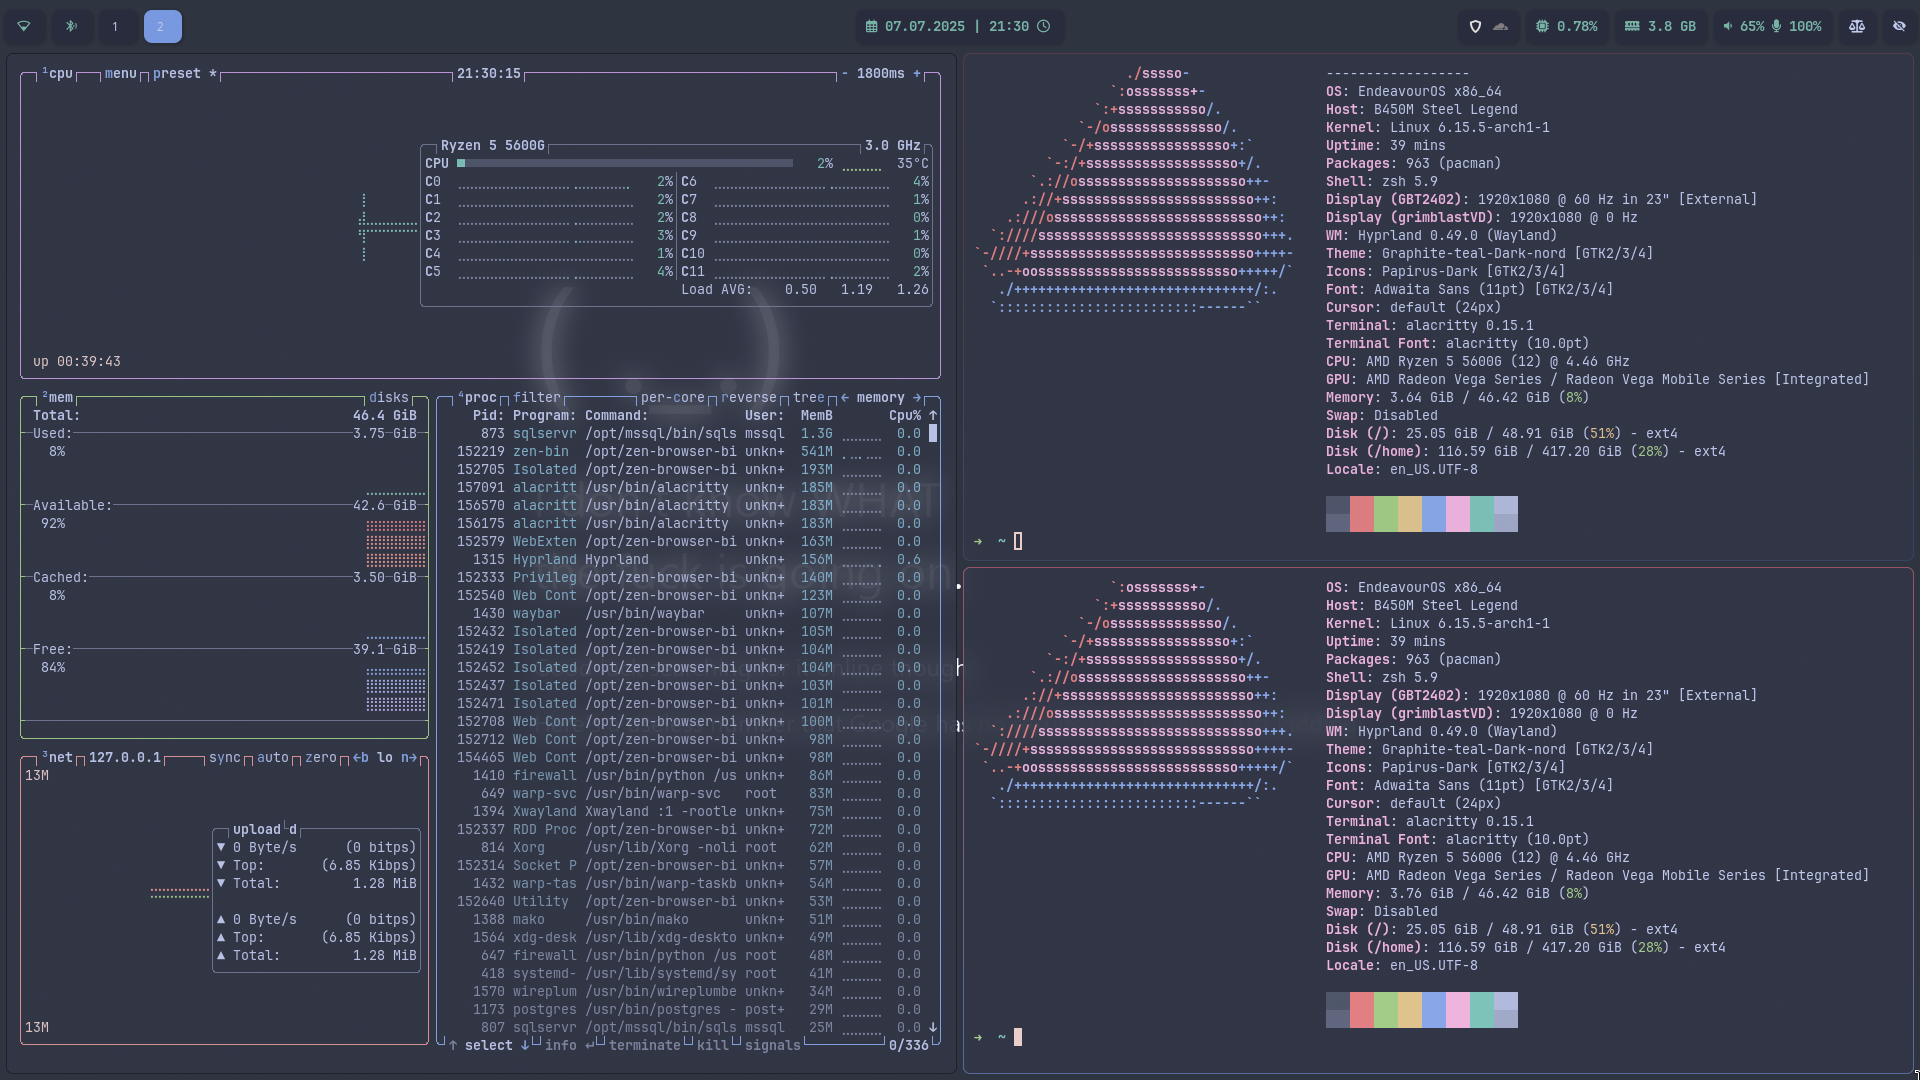 1
2
07.07.2025 | 21:30
0.78%
3.8 GB
65% 100%
¹cpu menu preset * 21:30:15 - 1800ms +
Ryzen 5 5600G 3.0 GHz
CPU 2% 35°C
C0 2% C6 4%
C1 2% C7 1%
C2 2% C8 0%
C3 3% C9 1%
C4 1% C10 0%
C5 4% C11 2%
Load AVG: 0.50 1.19 1.26
up 00:39:43
²mem disks
Total: 46.4 GiB
Used: 3.75 GiB
8%
Available: 42.6 GiB
92%
Cached: 3.50 GiB
8%
Free: 39.1 GiB
84%
³net 127.0.0.1 sync auto zero ←b lo n→
13M
upload d
▼ 0 Byte/s (0 bitps)
▼ Top: (6.85 Kibps)
▼ Total: 1.28 MiB
▲ 0 Byte/s (0 bitps)
▲ Top: (6.85 Kibps)
▲ Total: 1.28 MiB
13M
⁴proc filter per-core reverse tree ← memory →
Pid: Program: Command: User: MemB Cpu% ↑
873 sqlservr /opt/mssql/bin/sqls mssql 1.3G 0.0
152219 zen-bin /opt/zen-browser-bi unkn+ 541M 0.0
152705 Isolated /opt/zen-browser-bi unkn+ 193M 0.0
157091 alacritt /usr/bin/alacritty unkn+ 185M 0.0
156570 alacritt /usr/bin/alacritty unkn+ 183M 0.0
156175 alacritt /usr/bin/alacritty unkn+ 183M 0.0
152579 WebExten /opt/zen-browser-bi unkn+ 163M 0.0
1315 Hyprland Hyprland unkn+ 156M 0.6
152333 Privileg /opt/zen-browser-bi unkn+ 140M 0.0
152540 Web Cont /opt/zen-browser-bi unkn+ 123M 0.0
1430 waybar /usr/bin/waybar unkn+ 107M 0.0
152432 Isolated /opt/zen-browser-bi unkn+ 105M 0.0
152419 Isolated /opt/zen-browser-bi unkn+ 104M 0.0
152452 Isolated /opt/zen-browser-bi unkn+ 104M 0.0
152437 Isolated /opt/zen-browser-bi unkn+ 103M 0.0
152471 Isolated /opt/zen-browser-bi unkn+ 101M 0.0
152708 Web Cont /opt/zen-browser-bi unkn+ 100M 0.0
152712 Web Cont /opt/zen-browser-bi unkn+ 98M 0.0
154465 Web Cont /opt/zen-browser-bi unkn+ 98M 0.0
1410 firewall /usr/bin/python /us unkn+ 86M 0.0
649 warp-svc /usr/bin/warp-svc root 83M 0.0
1394 Xwayland Xwayland :1 -rootle unkn+ 75M 0.0
152337 RDD Proc /opt/zen-browser-bi unkn+ 72M 0.0
814 Xorg /usr/lib/Xorg -noli root 62M 0.0
152314 Socket P /opt/zen-browser-bi unkn+ 57M 0.0
1432 warp-tas /usr/bin/warp-taskb unkn+ 54M 0.0
152640 Utility /opt/zen-browser-bi unkn+ 53M 0.0
1388 mako /usr/bin/mako unkn+ 51M 0.0
1564 xdg-desk /usr/lib/xdg-deskto unkn+ 49M 0.0
647 firewall /usr/bin/python /us root 48M 0.0
418 systemd- /usr/lib/systemd/sy root 41M 0.0
1570 wireplum /usr/bin/wireplumbe unkn+ 34M 0.0
1173 postgres /usr/bin/postgres - post+ 29M 0.0
807 sqlservr /opt/mssql/bin/sqls mssql 25M 0.0 ↓
↑ select ↓ info ↵ terminate kill signals 0/336
-----------------
OS: EndeavourOS x86_64
Host: B450M Steel Legend
Kernel: Linux 6.15.5-arch1-1
Uptime: 39 mins
Packages: 963 (pacman)
Shell: zsh 5.9
Display (GBT2402): 1920x1080 @ 60 Hz in 23" [External]
Display (grimblastVD): 1920x1080 @ 0 Hz
WM: Hyprland 0.49.0 (Wayland)
Theme: Graphite-teal-Dark-nord [GTK2/3/4]
Icons: Papirus-Dark [GTK2/3/4]
Font: Adwaita Sans (11pt) [GTK2/3/4]
Cursor: default (24px)
Terminal: alacritty 0.15.1
Terminal Font: alacritty (10.0pt)
CPU: AMD Ryzen 5 5600G (12) @ 4.46 GHz
GPU: AMD Radeon Vega Series / Radeon Vega Mobile Series [Integrated]
Memory: 3.64 GiB / 46.42 GiB (8%)
Swap: Disabled
Disk (/): 25.05 GiB / 48.91 GiB (51%) - ext4
Disk (/home): 116.59 GiB / 417.20 GiB (28%) - ext4
Locale: en_US.UTF-8
→ ~
OS: EndeavourOS x86_64
Host: B450M Steel Legend
Kernel: Linux 6.15.5-arch1-1
Uptime: 39 mins
Packages: 963 (pacman)
Shell: zsh 5.9
Display (GBT2402): 1920x1080 @ 60 Hz in 23" [External]
Display (grimblastVD): 1920x1080 @ 0 Hz
WM: Hyprland 0.49.0 (Wayland)
Theme: Graphite-teal-Dark-nord [GTK2/3/4]
Icons: Papirus-Dark [GTK2/3/4]
Font: Adwaita Sans (11pt) [GTK2/3/4]
Cursor: default (24px)
Terminal: alacritty 0.15.1
Terminal Font: alacritty (10.0pt)
CPU: AMD Ryzen 5 5600G (12) @ 4.46 GHz
GPU: AMD Radeon Vega Series / Radeon Vega Mobile Series [Integrated]
Memory: 3.76 GiB / 46.42 GiB (8%)
Swap: Disabled
Disk (/): 25.05 GiB / 48.91 GiB (51%) - ext4
Disk (/home): 116.59 GiB / 417.20 GiB (28%) - ext4
Locale: en_US.UTF-8
→ ~